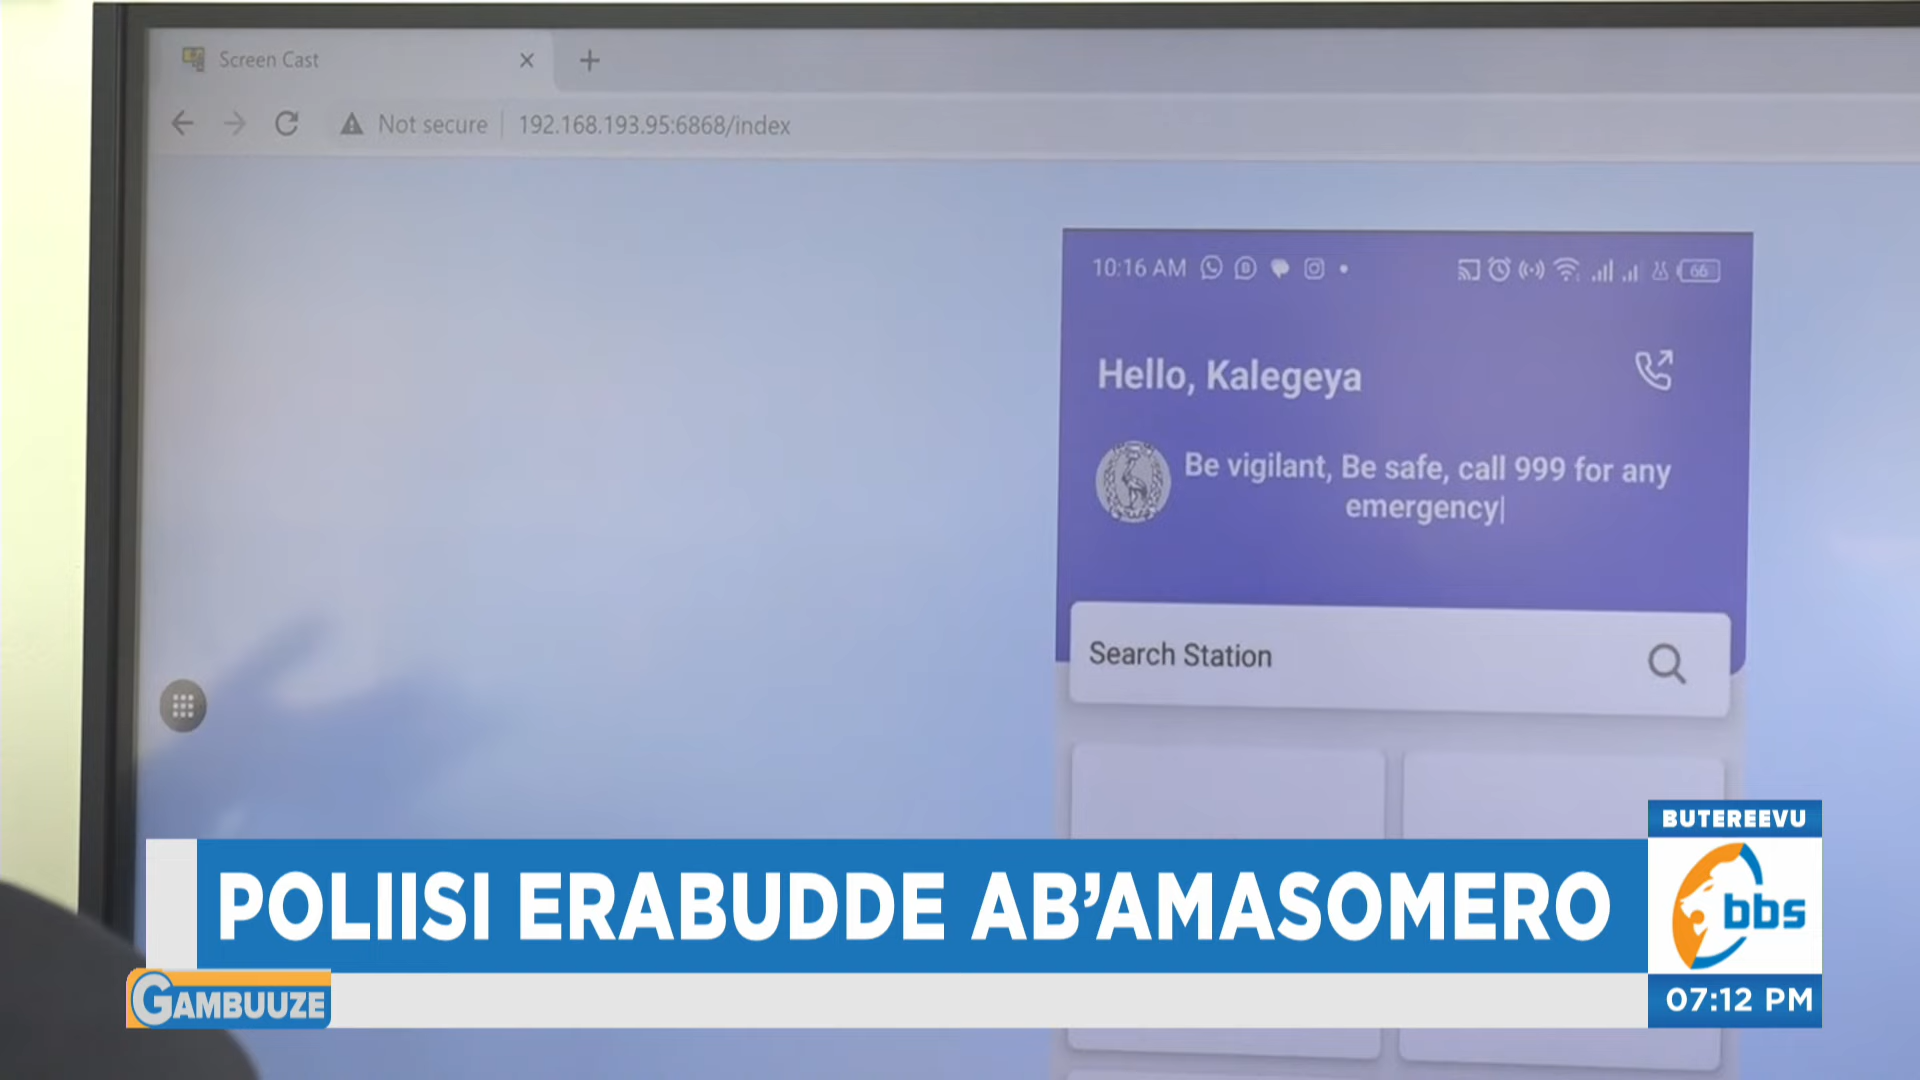 Screen Cast
Not secure 192.168.193.95:6868/index
10:16 AM
66
Hello, Kalegeya
Be vigilant, Be safe, call 999 for any
emergency
Search Station
BUTEREEVU
POLIISI ERABUDDE AB'AMASOMERO
bbs
GAMBUUZE
07:12 PM